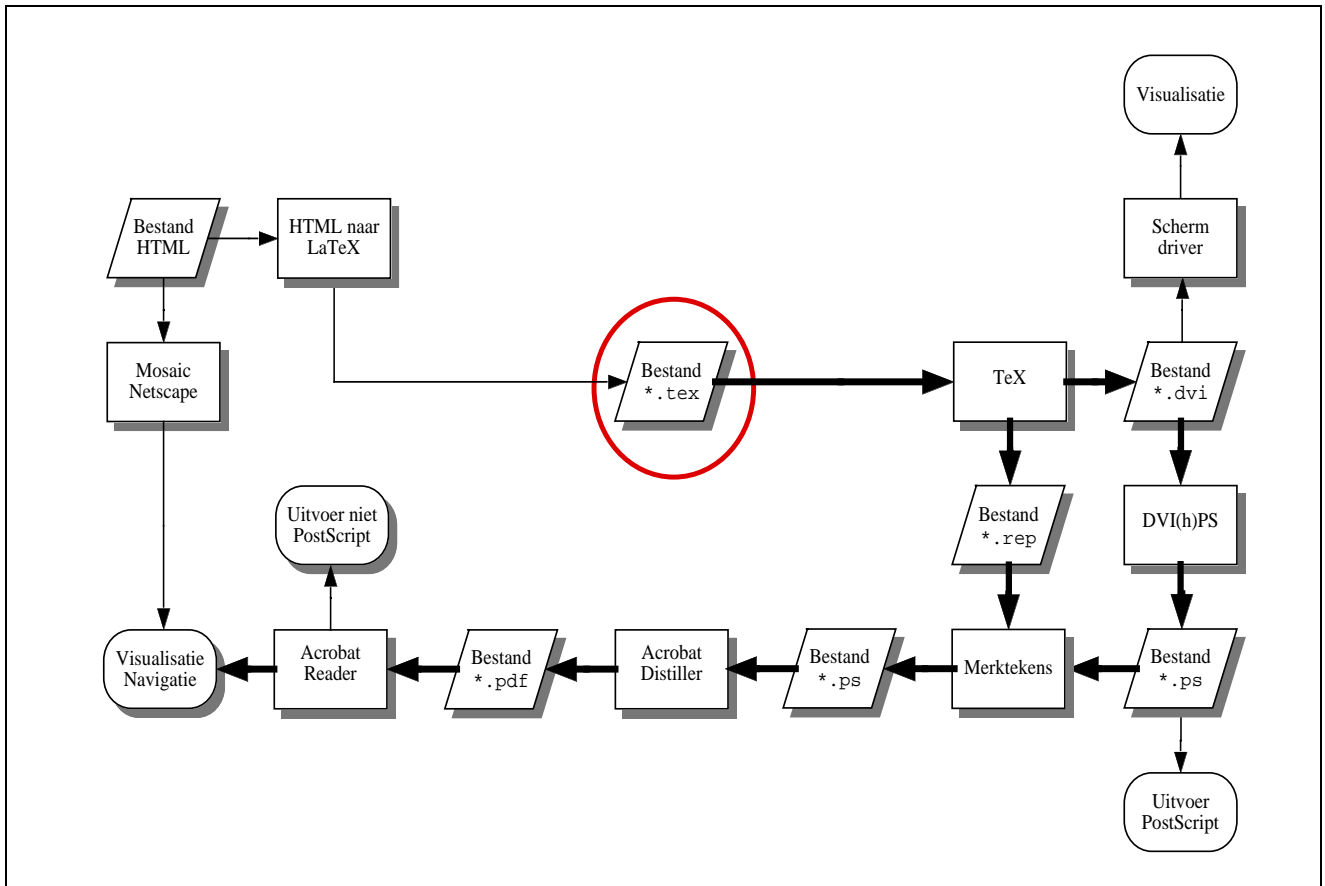 Visualisatie
Bestand
HTML
HTML naar
LaTeX
Scherm
driver
Mosaic
Netscape
Bestand
*.tex
TeX
Bestand
*.dvi
Uitvoer niet
PostScript
Bestand
*.rep
DVI(h)PS
Visualisatie
Navigatie
Acrobat
Reader
Bestand
*.pdf
Acrobat
Distiller
Bestand
*.ps
Merktekens
Bestand
*.ps
Uitvoer
PostScript